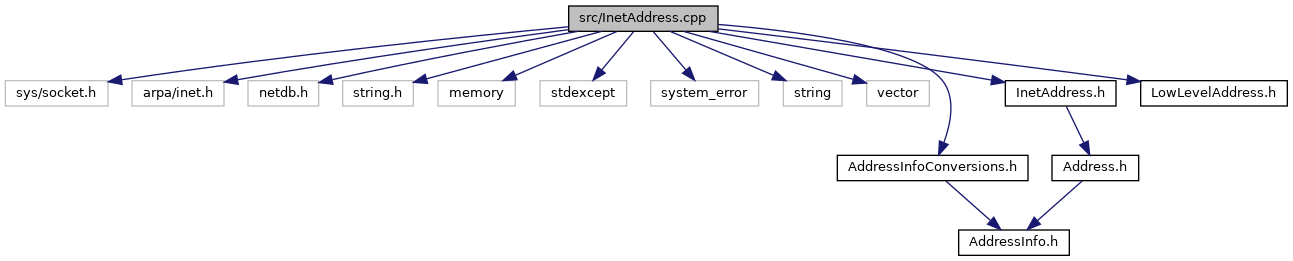 src/InetAddress.cpp
sys/socket.h
arpa/inet.h
netdb.h
string.h
memory
stdexcept
system_error
string
vector
InetAddress.h
LowLevelAddress.h
AddressInfoConversions.h
Address.h
AddressInfo.h